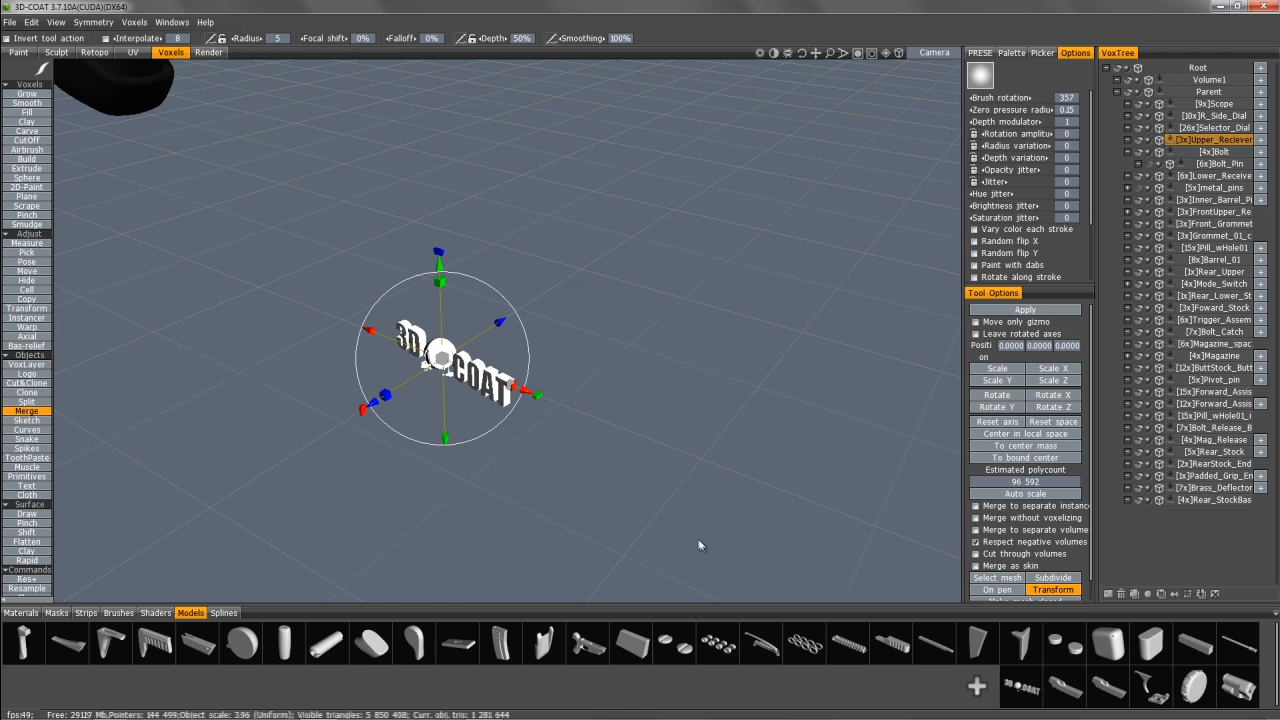 3D-COAT 3.7.10A(CUDA)(DX64)
File Edit View Symmetry Voxels Windows Help
Invert tool action Interpolate 8 Radius 5 Focal shift 0% Falloff 0% Depth 50% Smoothing 100%
Paint Sculpt Retopo UV Voxels Render Camera PRESE Palette Picker Options VoxTree
Voxels
Grow
Smooth
Fill
Clay
Carve
CutOff
Airbrush
Build
Extrude
Sphere
2D-Paint
Plane
Scrape
Pinch
Smudge
Adjust
Measure
Pick
Pose
Move
Hide
Cell
Copy
Transform
Instancer
Warp
Axial
Bas-relief
Objects
VoxLayer
Logo
Cut&Clone
Clone
Split
Merge
Sketch
Curves
Snake
Spikes
ToothPaste
Muscle
Primitives
Text
Cloth
Surface
Draw
Pinch
Shift
Flatten
Clay
Rapid
Commands
Res+
Resample
3D COAT
Brush rotation 357
Zero pressure radiu 0.15
Depth modulator 1
Rotation amplitu 0
Radius variation 0
Depth variation 0
Opacity jitter 0
Jitter 0
Hue jitter 0
Brightness jitter 0
Saturation jitter 0
Vary color each stroke
Random flip X
Random flip Y
Paint with dabs
Rotate along stroke
Tool Options
Apply
Move only gizmo
Leave rotated axes
Positi 0.0000 0.0000 0.0000
on
Scale Scale X
Scale Y Scale Z
Rotate Rotate X
Rotate Y Rotate Z
Reset axis Reset space
Center in local space
To center mass
To bound center
Estimated polycount
96 592
Auto scale
Merge to separate instanc
Merge without voxelizing
Merge to separate volume
Respect negative volumes
Cut through volumes
Merge as skin
Select mesh Subdivide
On pen Transform
Root
Volume1
Parent
[9x]Scope
[10x]R_Side_Dial
[26x]Selector_Dial
[3x]Upper_Reciever
[4x]Bolt
[6x]Bolt_Pin
[6x]Lower_Receive
[5x]metal_pins
[3x]Inner_Barrel_Pi
[3x]FrontUpper_Re
[3x]Front_Grommet
[3x]Grommet_01_c
[15x]Pill_wHole01
[8x]Barrel_01
[1x]Rear_Upper
[4x]Mode_Switch
[1x]Rear_Lower_St
[3x]Foward_Stock
[6x]Trigger_Assem
[7x]Bolt_Catch
[6x]Magazine_spac
[4x]Magazine
[12x]ButtStock_Butt
[5x]Pivot_pin
[12x]Forward_Assis
[12x]Forward_Assis
[15x]Pill_wHole01_i
[7x]Bolt_Release_B
[4x]Mag_Release
[5x]Rear_Stock
[2x]RearStock_End
[1x]Padded_Grip_En
[7x]Brass_Deflector
[4x]Rear_StockBas
Materials Masks Strips Brushes Shaders Models Splines
3D COAT
fps:49; Free: 29119 Mb,Pointers: 144 499;Object scale: 3.96 (Uniform); Visible triangles: 5 850 408; Curr. obj. tris: 1 281 644